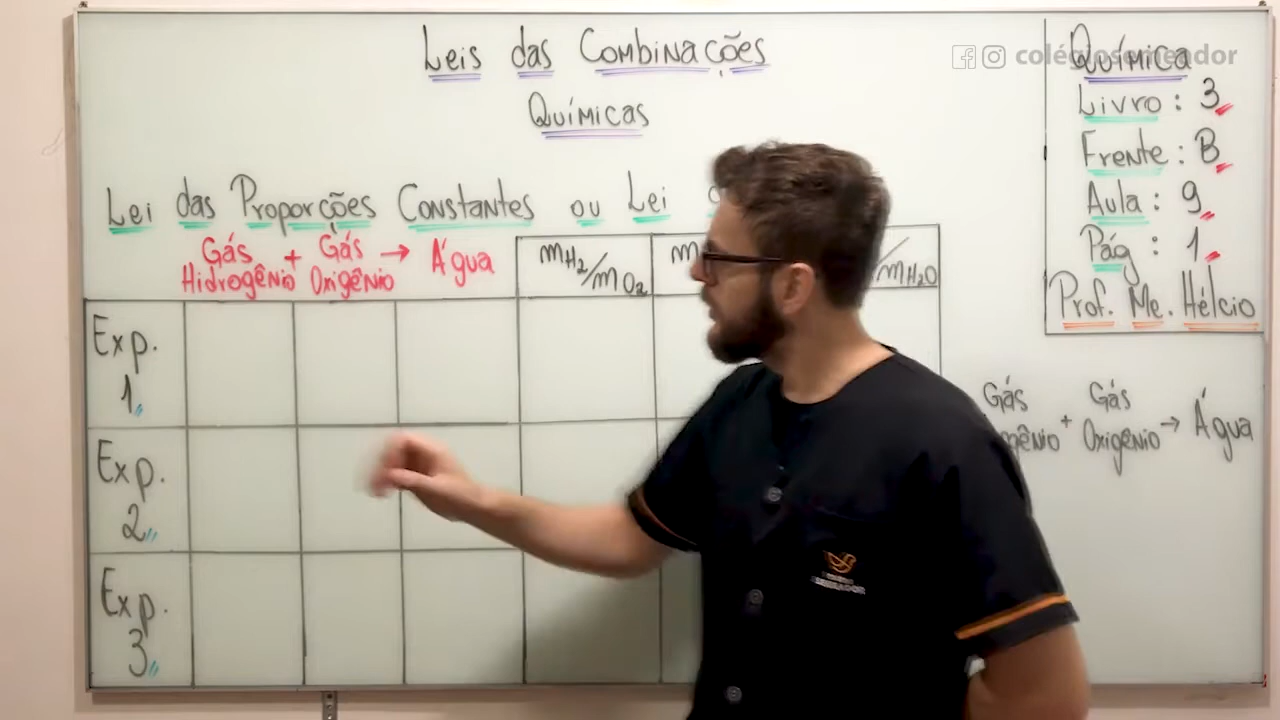 Leis das Combinações
Químicas
Lei das Proporções Constantes ou Lei
Gás Hidrogênio + Gás Oxigênio → Água
mH₂/mO₂
m
/mH₂O
Exp. 1
Exp. 2
Exp. 3
Química
Livro: 3
Frente: B
Aula: 9
Pág: 1
Prof. Me. Hélcio
Gás + Gás Oxigênio → Água